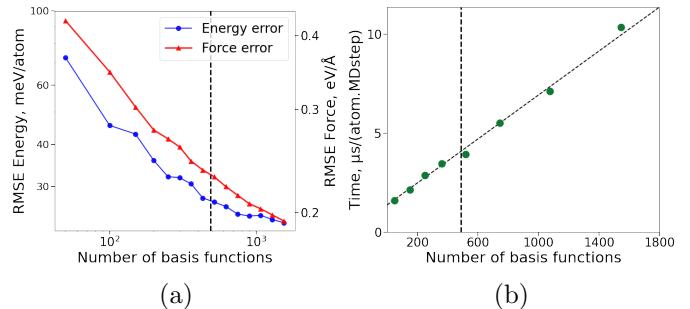 RMSE Energy, meV/atom
100
60
40
30
10²
10³
Number of basis functions
Energy error
Force error
0.4
0.3
0.2
RMSE Force, eV/Å
(a)
Time, μs/(atom.MDstep)
10
5
0
200 600 1000 1400 1800
Number of basis functions
(b)